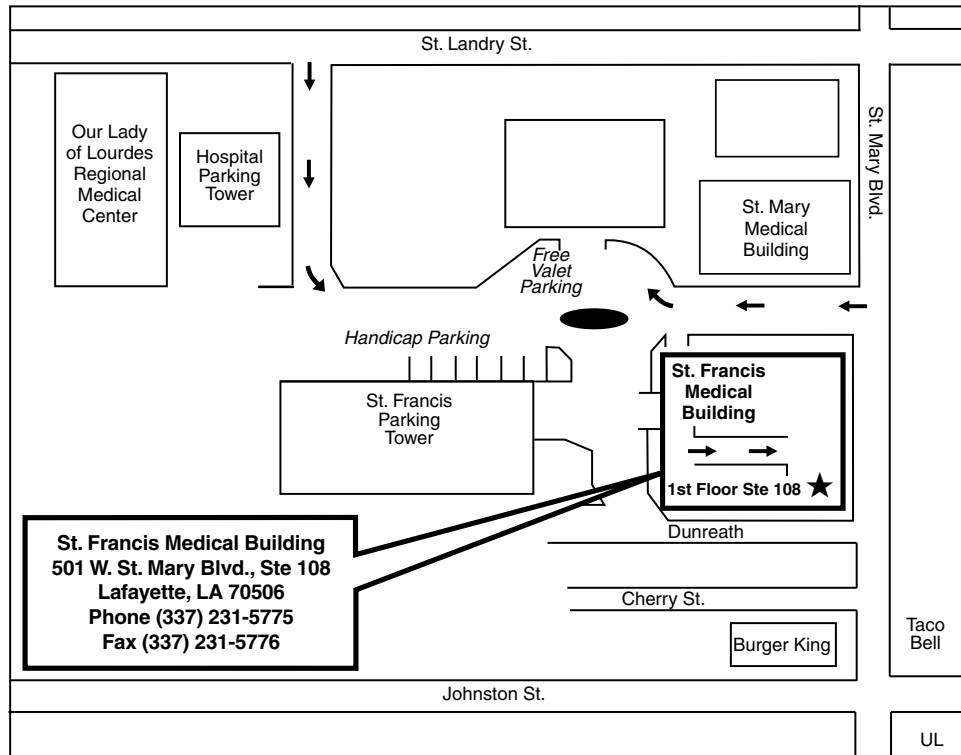 St. Landry St.
Our Lady
of Lourdes
Regional
Medical
Center
Hospital
Parking
Tower
St. Mary Blvd.
St. Mary
Medical
Building
Free
Valet
Parking
Handicap Parking
St. Francis
Parking
Tower
St. Francis
Medical
Building
1st Floor Ste 108
Dunreath
St. Francis Medical Building
501 W. St. Mary Blvd., Ste 108
Lafayette, LA 70506
Phone (337) 231-5775
Fax (337) 231-5776
Cherry St.
Burger King
Taco
Bell
Johnston St.
UL